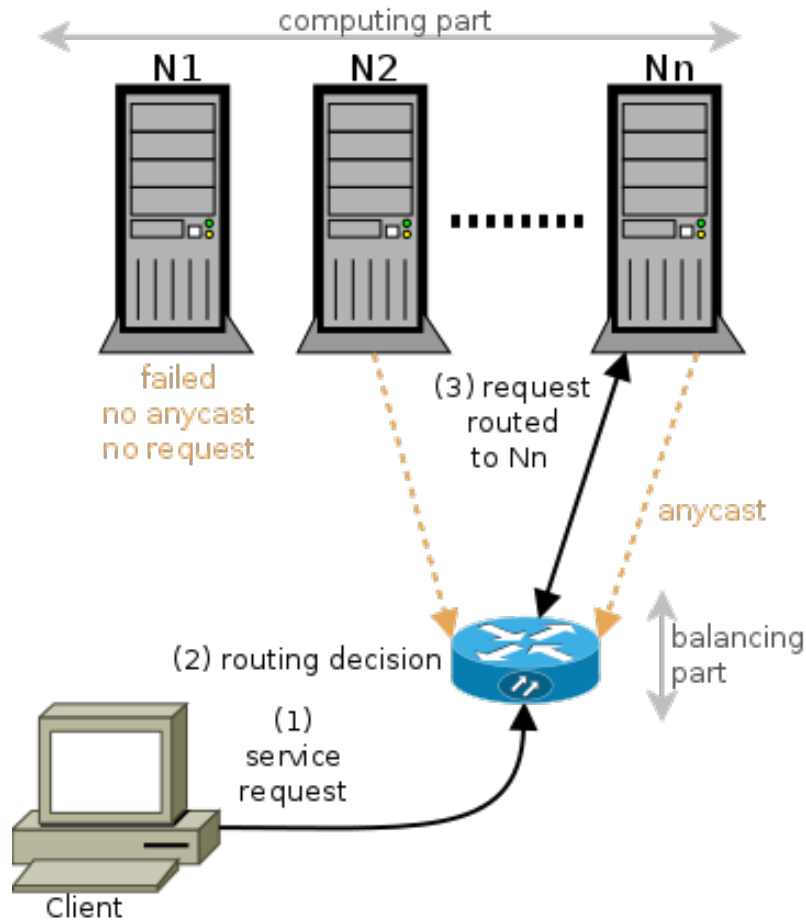 computing part
N1 N2 Nn
failed
no anycast
no request
(3) request
routed
to Nn
anycast
(2) routing decision
balancing
part
(1)
service
request
Client